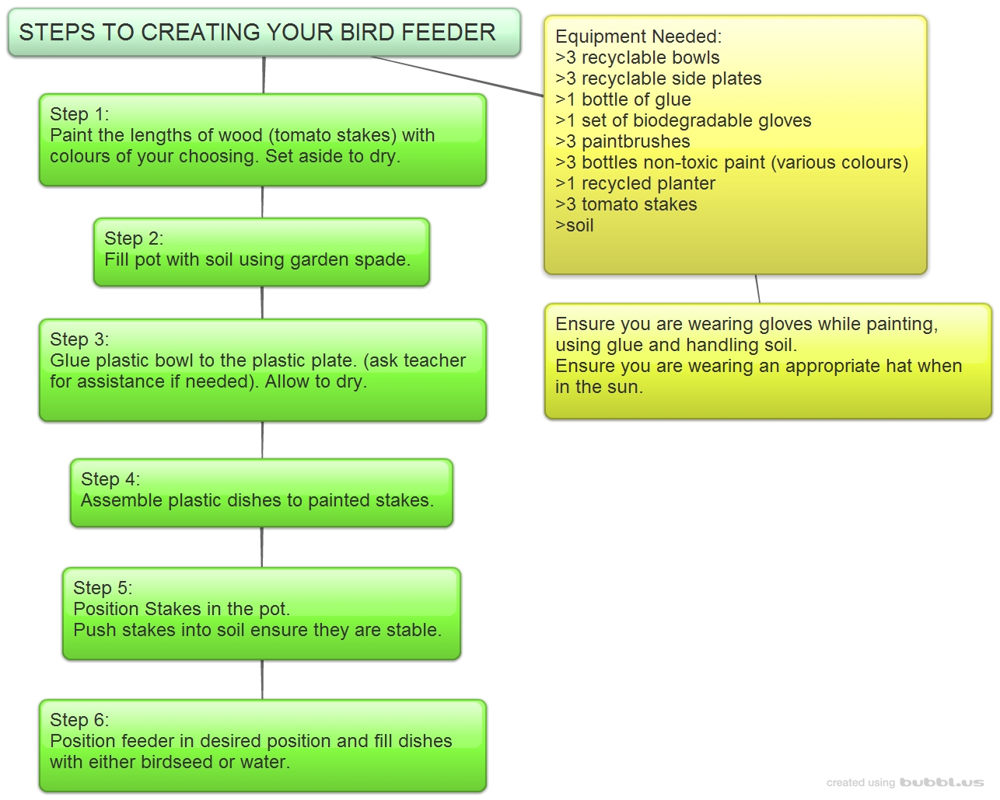 STEPS TO CREATING YOUR BIRD FEEDER
Equipment Needed:
>3 recyclable bowls
>3 recyclable side plates
>1 bottle of glue
>1 set of biodegradable gloves
>3 paintbrushes
>3 bottles non-toxic paint (various colours)
>1 recycled planter
>3 tomato stakes
>soil
Ensure you are wearing gloves while painting,
using glue and handling soil.
Ensure you are wearing an appropriate hat when
in the sun.
Step 1:
Paint the lengths of wood (tomato stakes) with
colours of your choosing. Set aside to dry.
Step 2:
Fill pot with soil using garden spade.
Step 3:
Glue plastic bowl to the plastic plate. (ask teacher
for assistance if needed). Allow to dry.
Step 4:
Assemble plastic dishes to painted stakes.
Step 5:
Position Stakes in the pot.
Push stakes into soil ensure they are stable.
Step 6:
Position feeder in desired position and fill dishes
with either birdseed or water.
created using bubbl.us